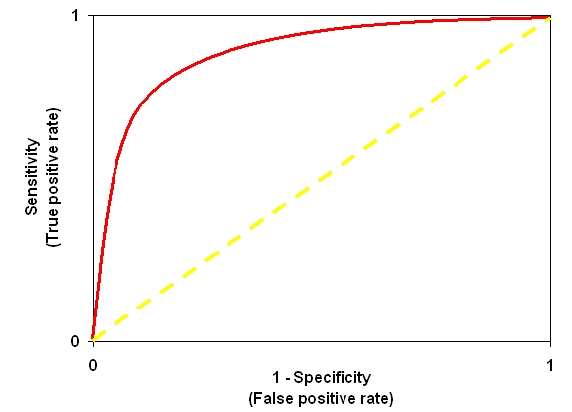 1
Sensitivity
(True positive rate)
0
0
1
1 - Specificity
(False positive rate)